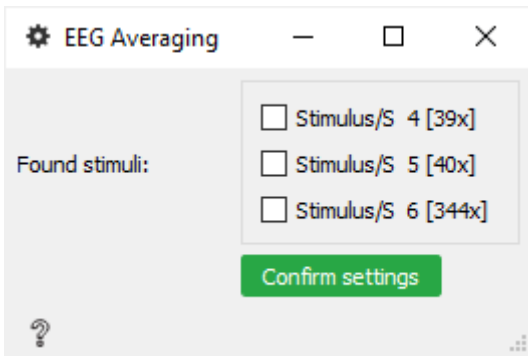 EEG Averaging
Found stimuli:
Stimulus/S  4 [39x]
Stimulus/S  5 [40x]
Stimulus/S  6 [344x]
Confirm settings
?